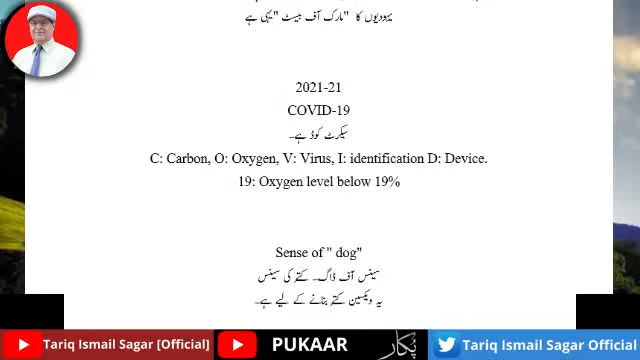 یہودیوں کا "مارک آف بیسٹ" یہی ہے
2021-21
COVID-19
سیکرٹ کوڈ ہے۔
C: Carbon, O: Oxygen, V: Virus, I: identification D: Device.
19: Oxygen level below 19%
Sense of " dog"
سینس آف ڈاگ۔ کتے کی سینس
یہ ویکسین کتے بنانے کے لیے ہے۔
Tariq Ismail Sagar [Official] PUKAAR پکار Tariq Ismail Sagar Official